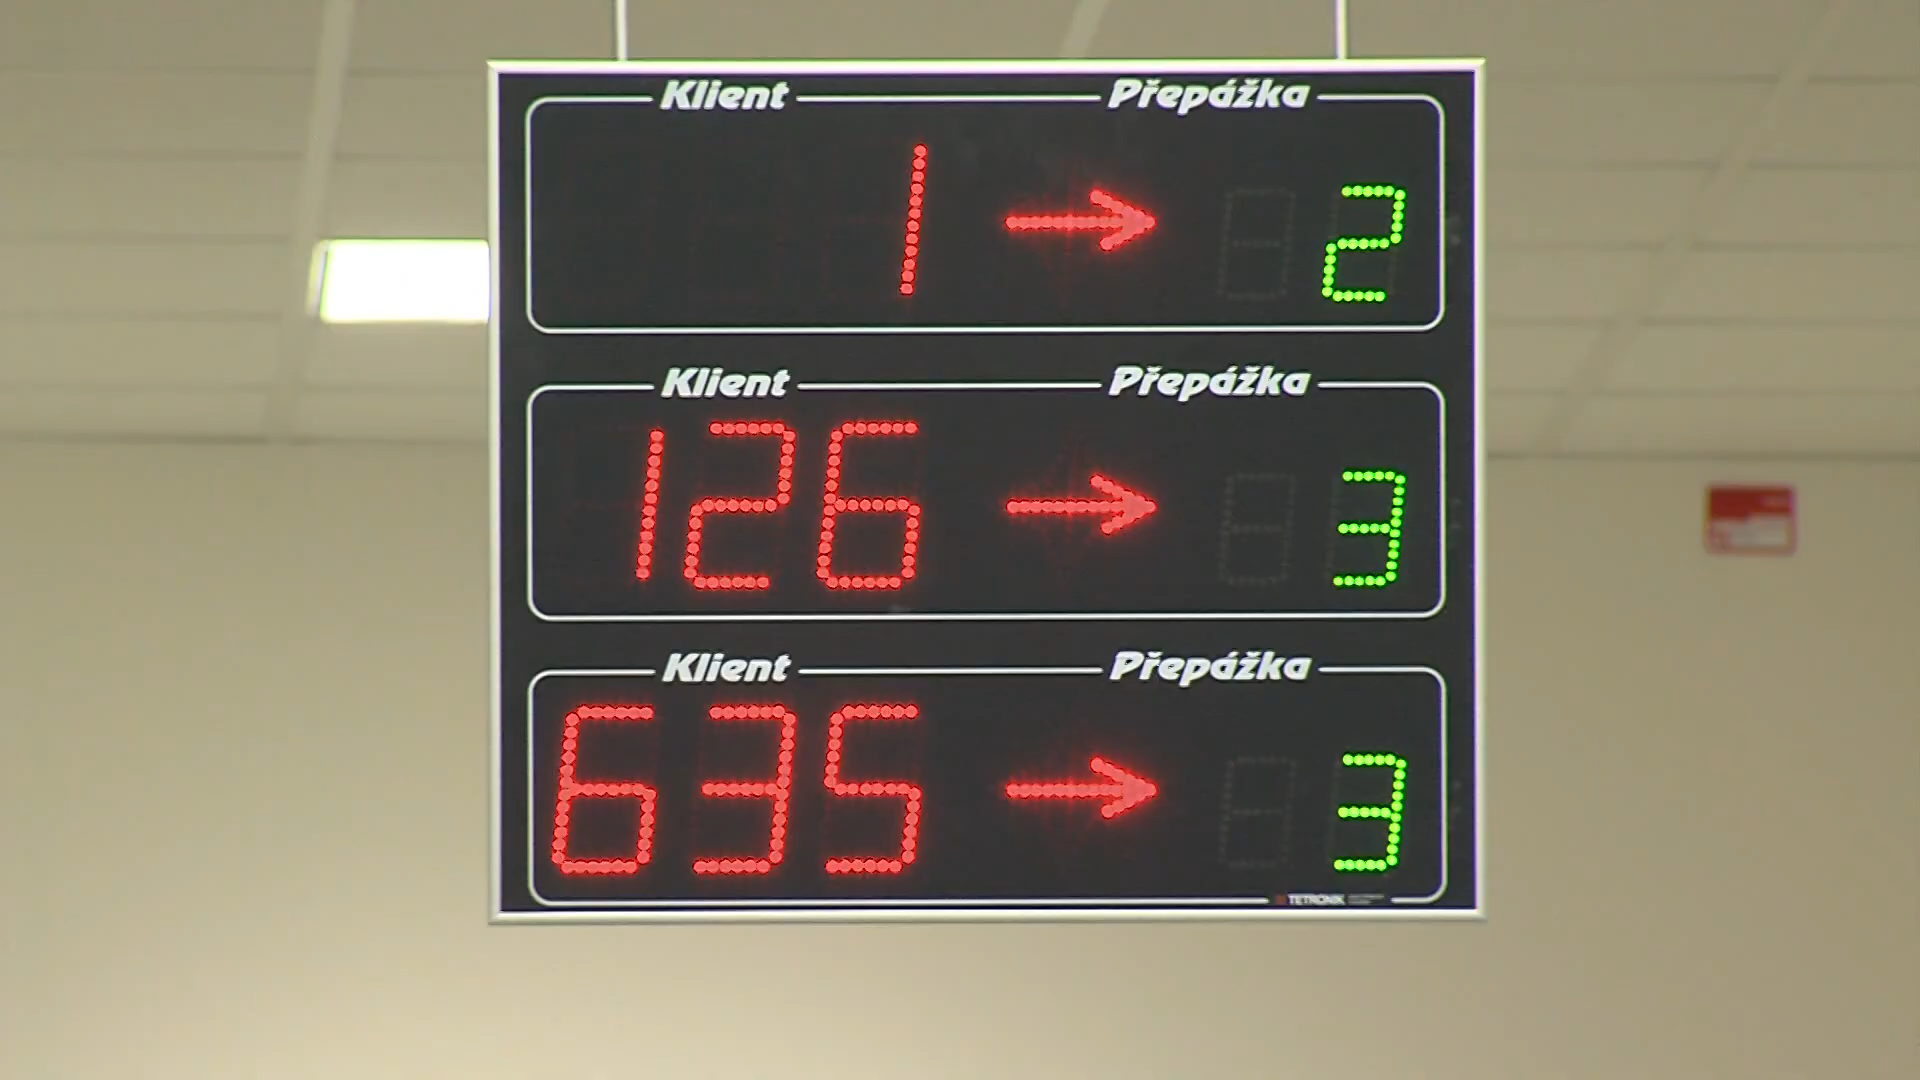 Klient Přepážka
1 → 2
Klient Přepážka
126 → 3
Klient Přepážka
635 → 3
TETRONIK